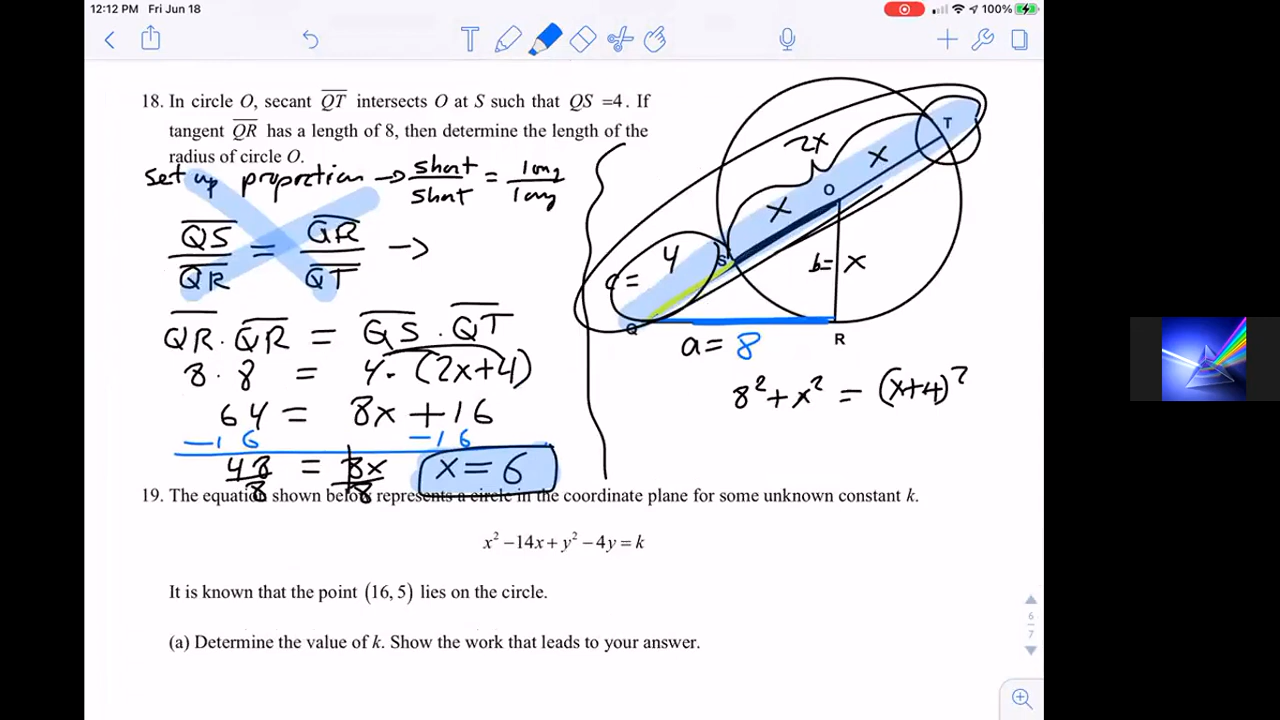 12:12 PM Fri Jun 18
100%
T
18. In circle O, secant QT intersects O at S such that QS =4. If
tangent QR has a length of 8, then determine the length of the
radius of circle O.
set up proportion → short/short = long/long
QS/QR = QR/QT →
QR · QR = QS · QT
8 · 8 = 4 · (2x+4)
64 = 8x + 16
-16 -16
48/8 = 8x/8 x = 6
T
2x
x
O
x
4
S
c =
b= x
Q
a = 8
R
8² + x² = (x+4)²
19. The equation shown below represents a circle in the coordinate plane for some unknown constant k.
x² −14x + y² − 4y = k
It is known that the point (16, 5) lies on the circle.
(a) Determine the value of k. Show the work that leads to your answer.
6
7